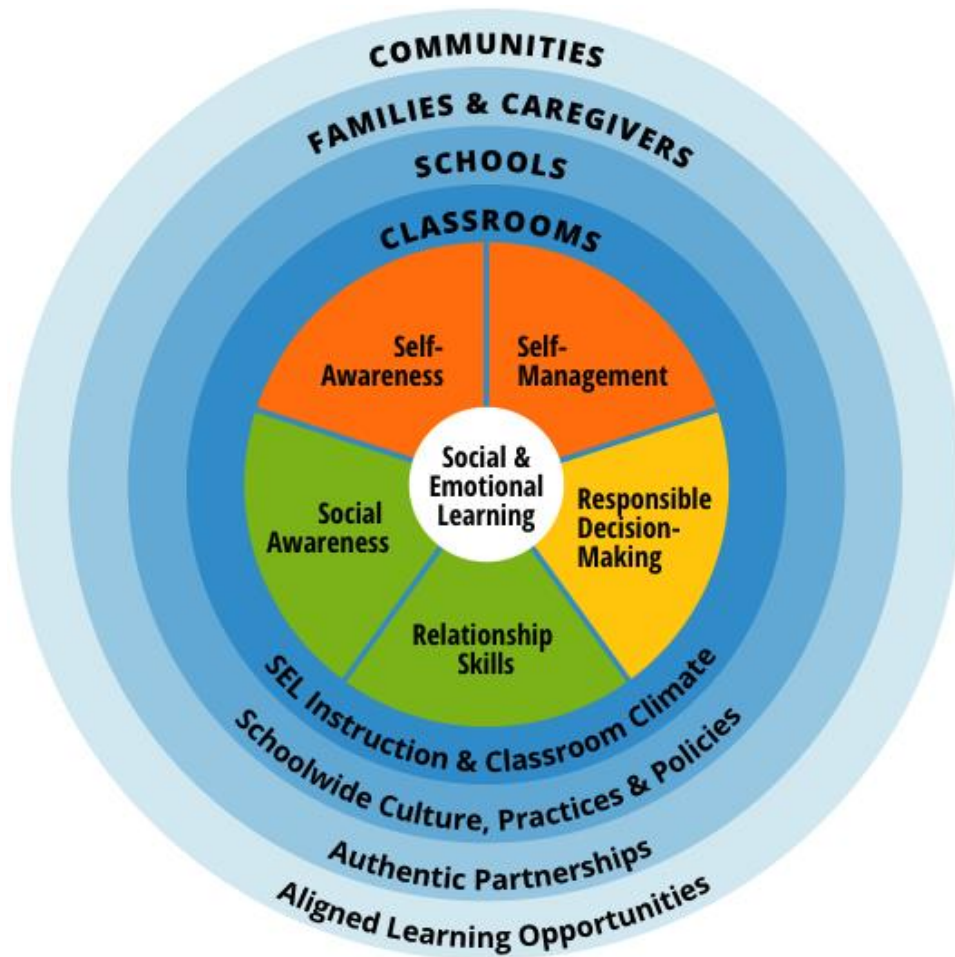 COMMUNITIES
FAMILIES & CAREGIVERS
SCHOOLS
CLASSROOMS
Self-
Awareness
Self-
Management
Social &
Emotional
Learning
Social
Awareness
Responsible
Decision-
Making
Relationship
Skills
SEL Instruction & Classroom Climate
Schoolwide Culture, Practices & Policies
Authentic Partnerships
Aligned Learning Opportunities